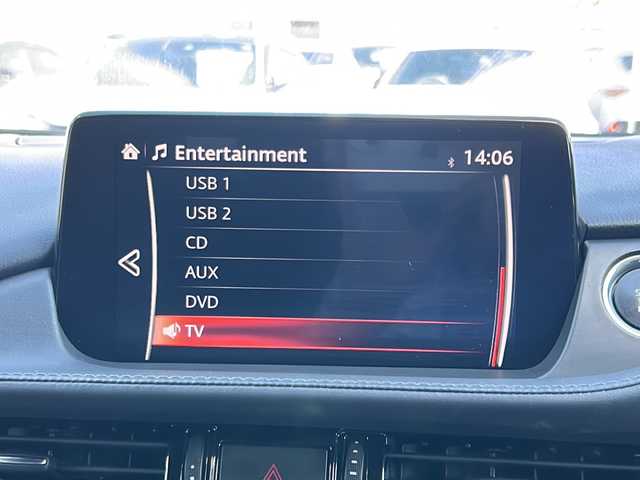 Entertainment
14:06
USB 1
USB 2
CD
AUX
DVD
TV